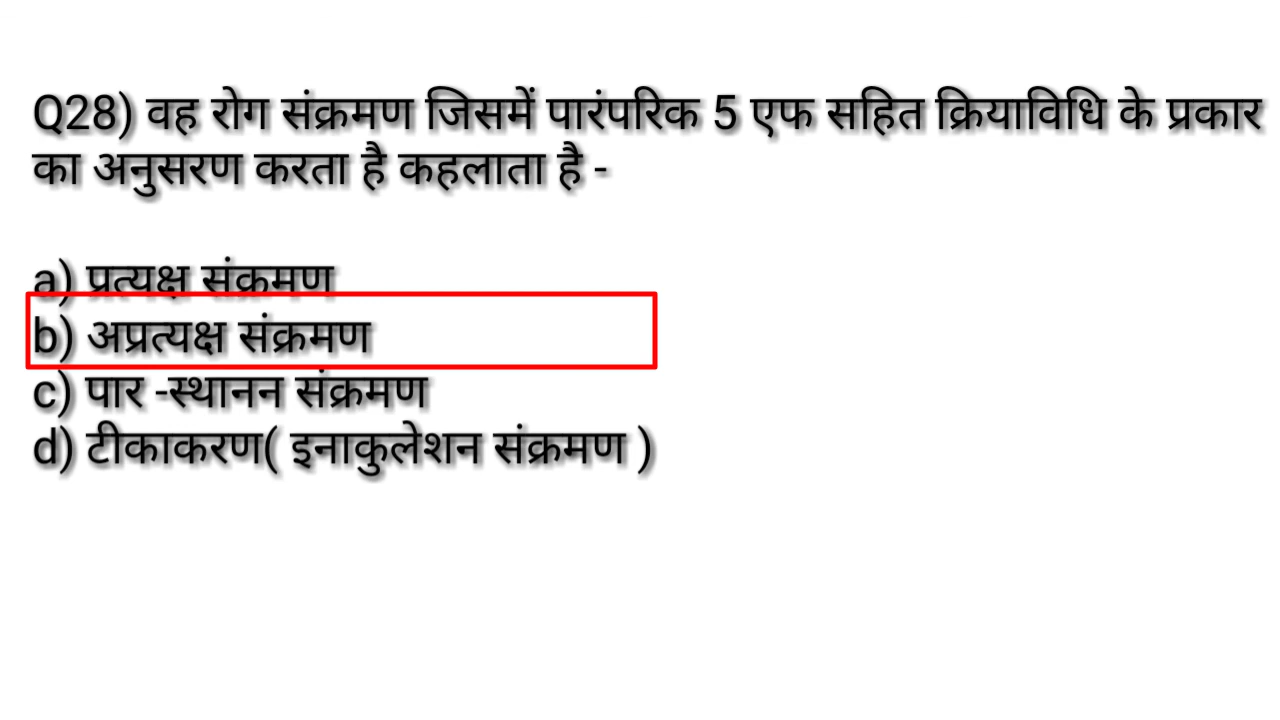 Q28) वह रोग संक्रमण जिसमें पारंपरिक 5 एफ सहित क्रियाविधि के प्रकार
का अनुसरण करता है कहलाता है -
a) प्रत्यक्ष संक्रमण
b) अप्रत्यक्ष संक्रमण
c) पार -स्थानन संक्रमण
d) टीकाकरण( इनाकुलेशन संक्रमण )